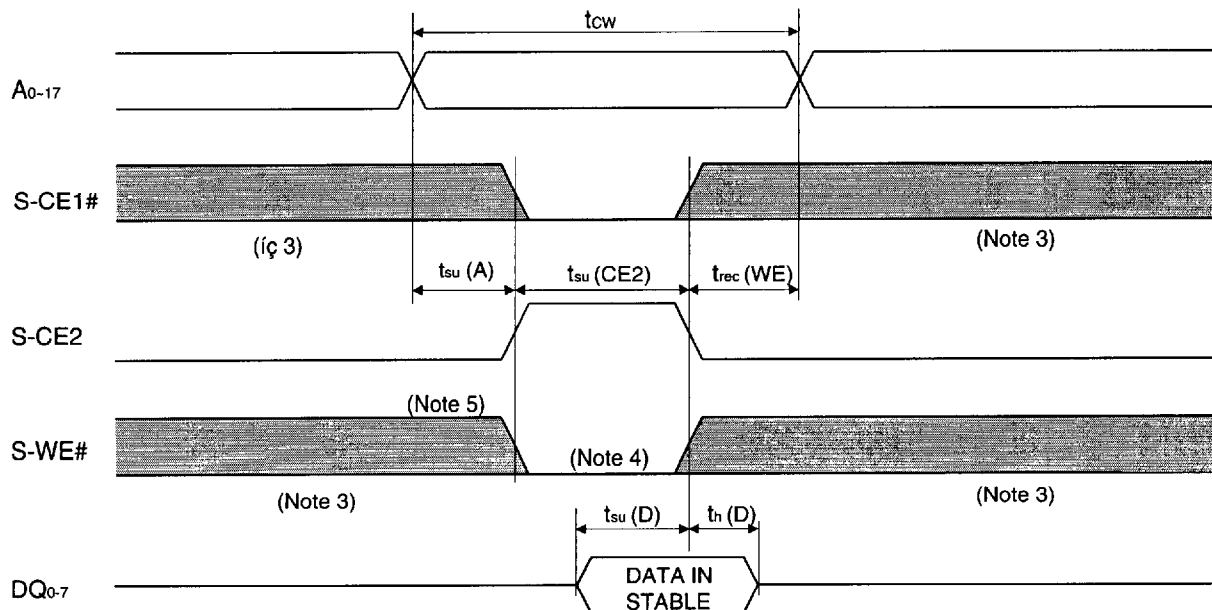 tCW
A0~17
S-CE1#
(íç 3)
(Note 3)
tsu (A)
tsu (CE2)
trec (WE)
S-CE2
(Note 5)
S-WE#
(Note 4)
(Note 3)
(Note 3)
tsu (D)
th (D)
DQ0-7
DATA IN
STABLE